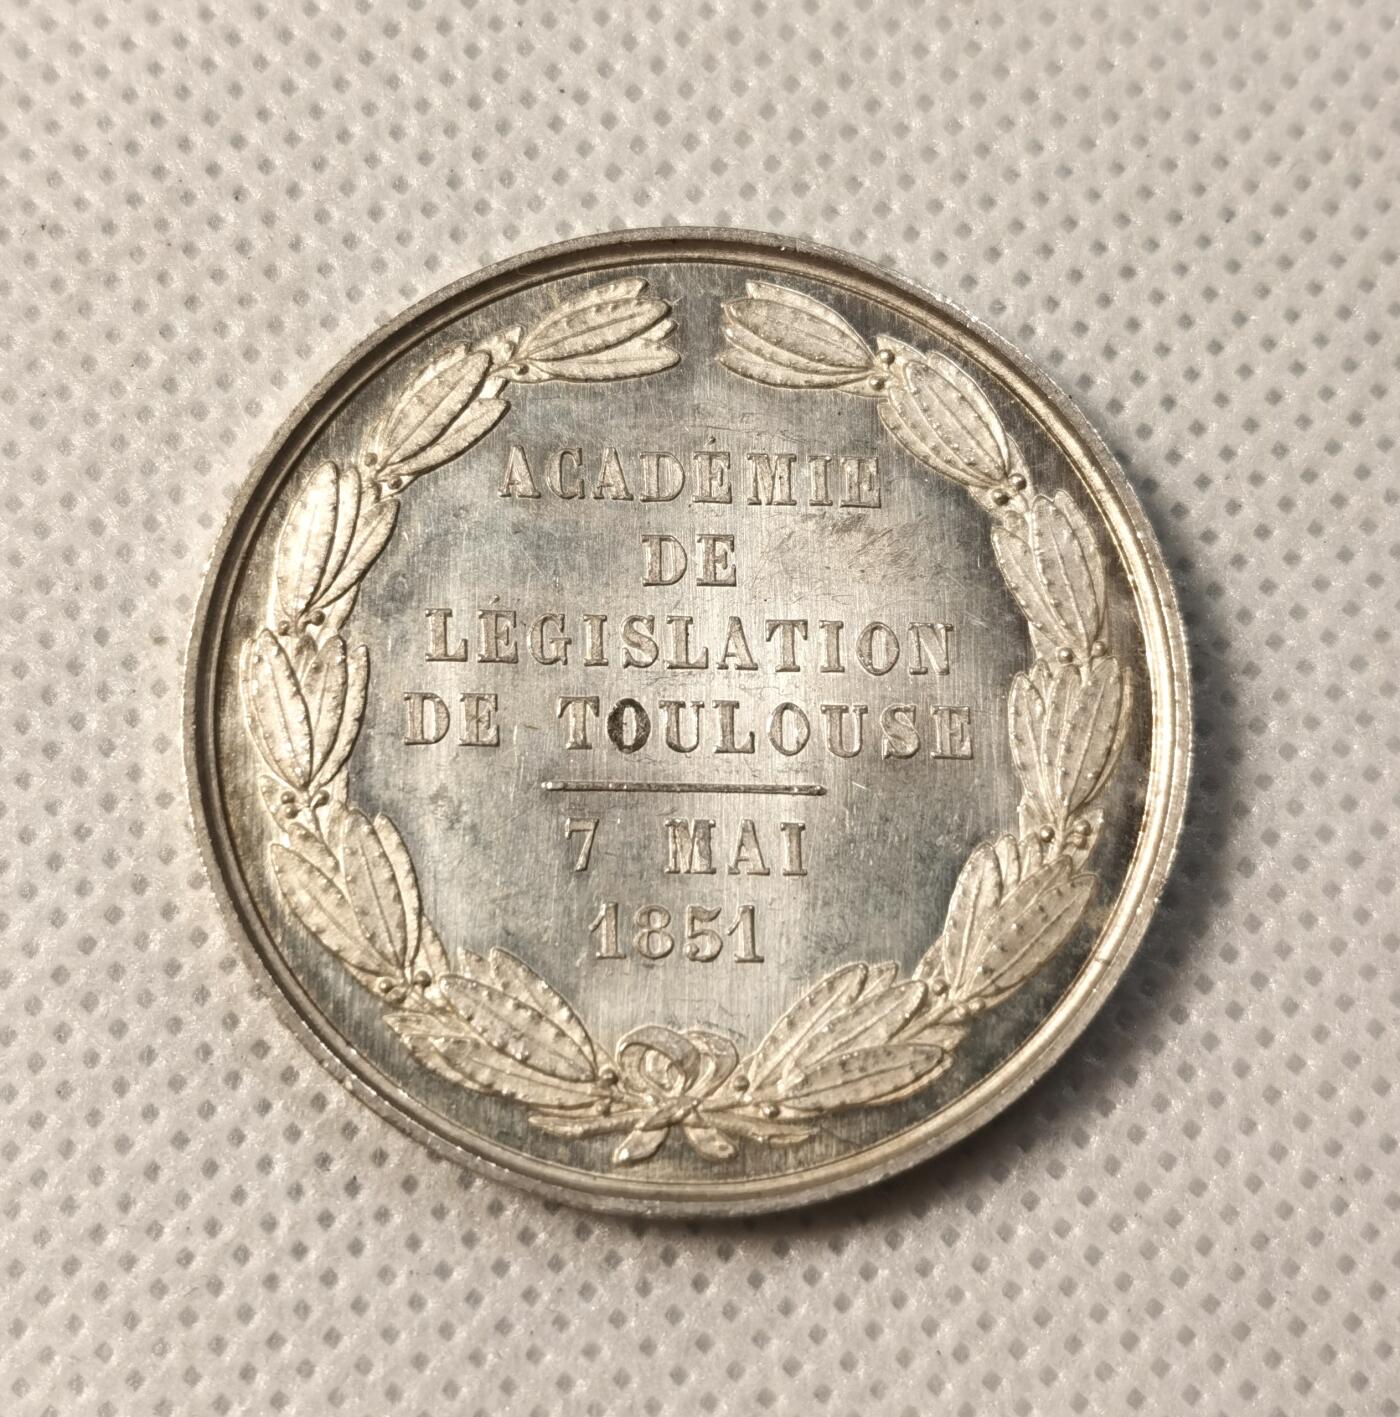 ACADÉMIE
DE
LÉGISLATION
DE TOULOUSE
7 MAI
1851